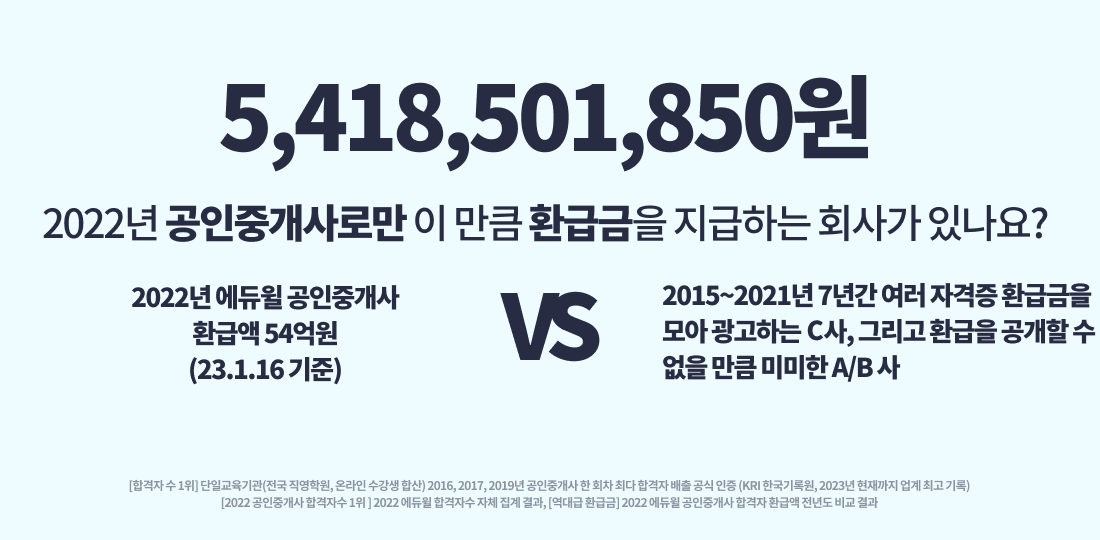 5,418,501,850원
2022년 공인중개사로만 이 만큼 환급금을 지급하는 회사가 있나요?
2022년 에듀윌 공인중개사
환급액 54억원
(23.1.16 기준)
VS
2015~2021년 7년간 여러 자격증 환급금을
모아 광고하는 C사, 그리고 환급을 공개할 수
없을 만큼 미미한 A/B 사
[합격자 수 1위] 단일교육기관(전국 직영학원, 온라인 수강생 합산) 2016, 2017, 2019년 공인중개사 한 회차 최다 합격자 배출 공식 인증 (KRI 한국기록원, 2023년 현재까지 업계 최고 기록)
[2022 공인중개사 합격자수 1위 ] 2022 에듀윌 합격자수 자체 집계 결과, [역대급 환급금] 2022 에듀윌 공인중개사 합격자 환급액 전년도 비교 결과